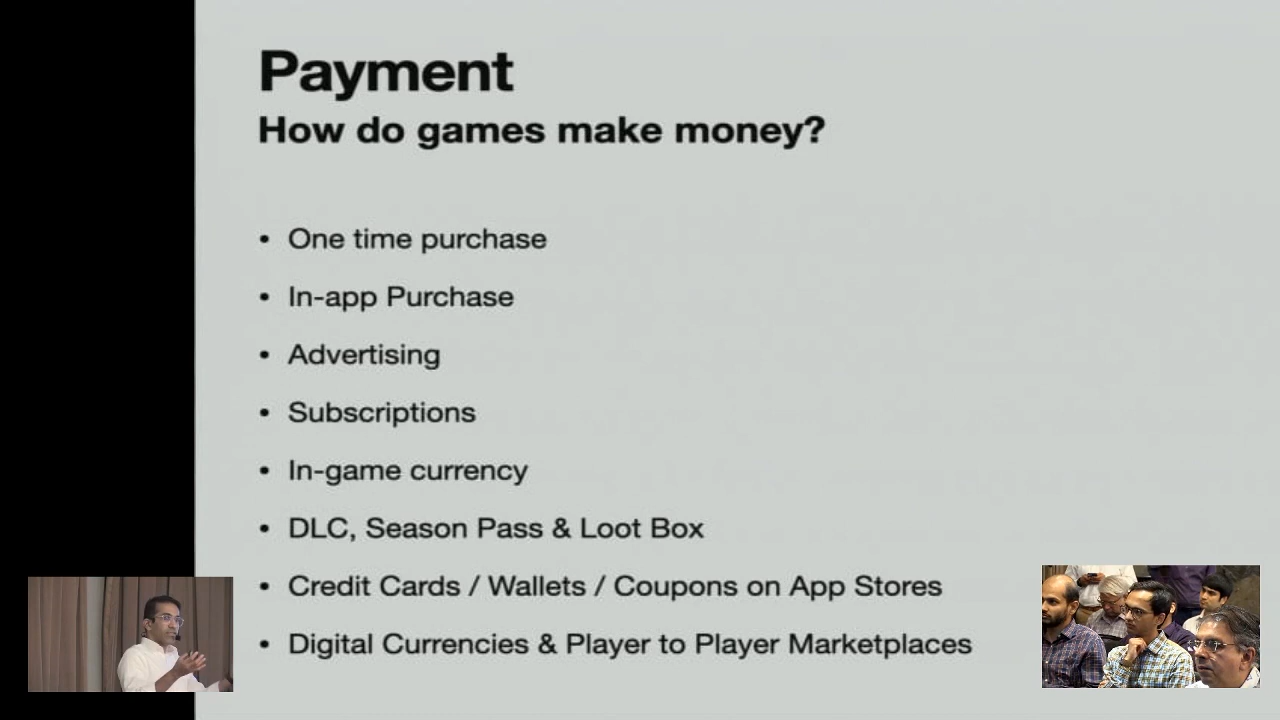 Payment
How do games make money?
• One time purchase
• In-app Purchase
• Advertising
• Subscriptions
• In-game currency
• DLC, Season Pass & Loot Box
• Credit Cards / Wallets / Coupons on App Stores
• Digital Currencies & Player to Player Marketplaces